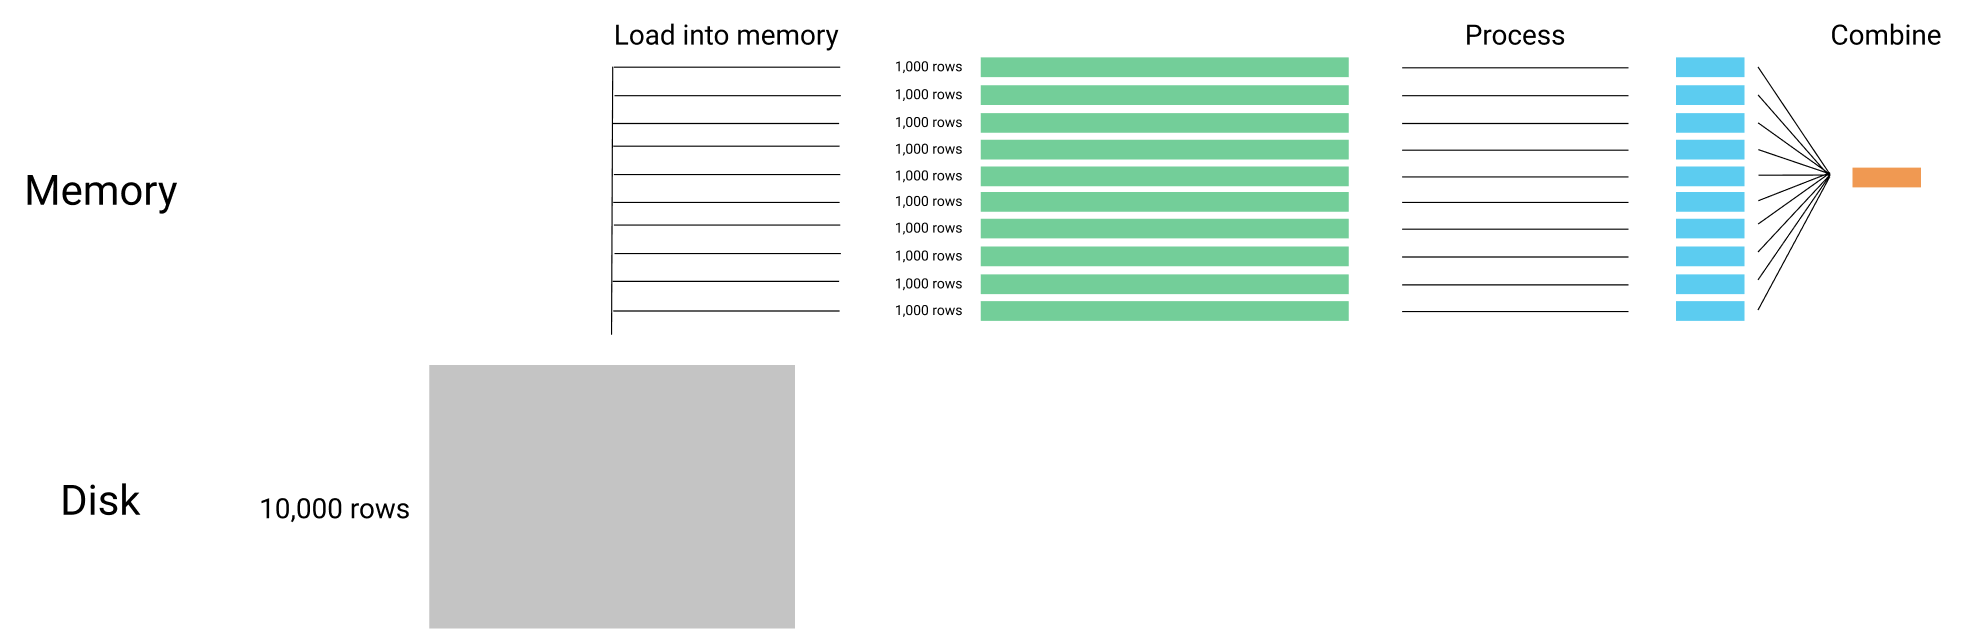 Load into memory
Process
Combine
1,000 rows
1,000 rows
1,000 rows
1,000 rows
1,000 rows
1,000 rows
1,000 rows
1,000 rows
1,000 rows
1,000 rows
Memory
Disk
10,000 rows